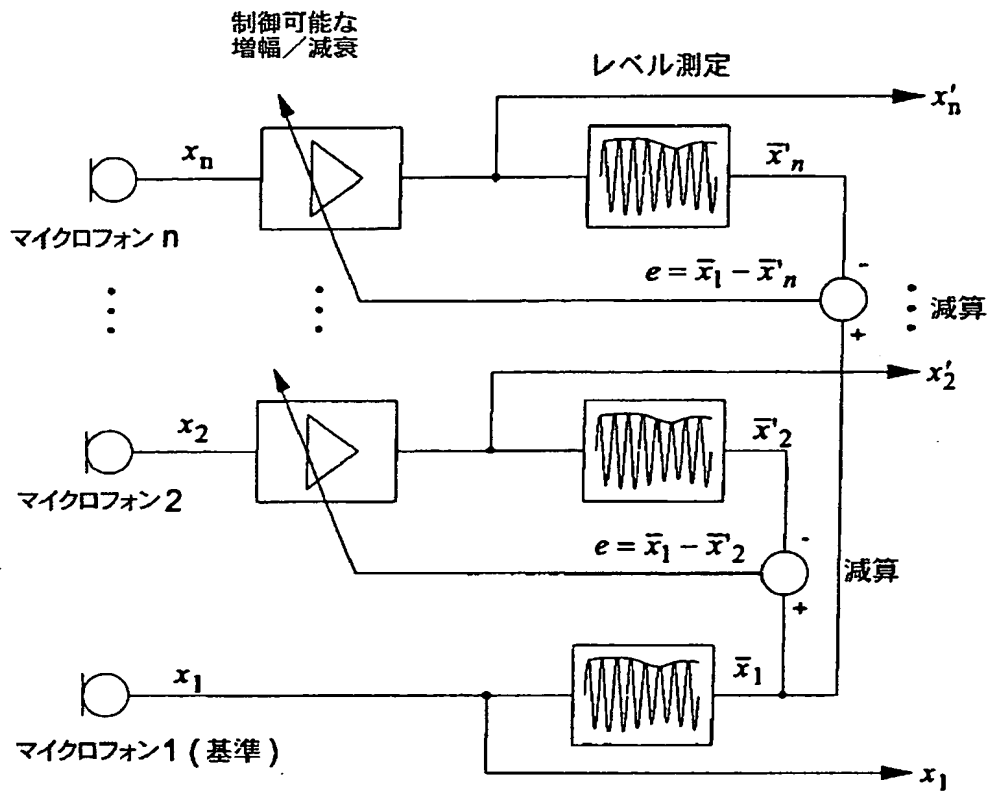 制御可能な
増幅／減衰
レベル測定
x'ₙ
xₙ
x̅'ₙ
マイクロフォン n
e = x̅₁ − x̅'ₙ
-
減算
+
x'₂
x₂
x̅'₂
マイクロフォン 2
e = x̅₁ − x̅'₂
-
減算
+
x₁
x̅₁
マイクロフォン 1 ( 基準 )
x₁